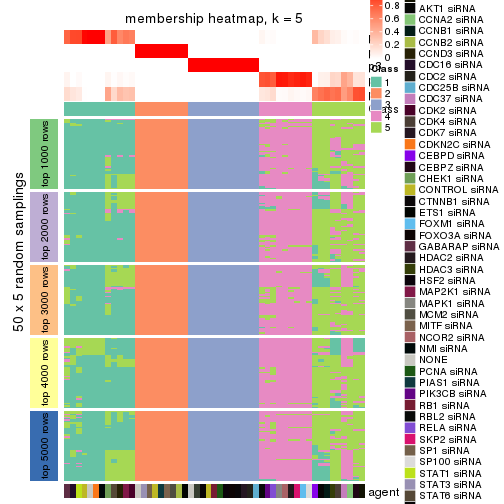 membership heatmap, k = 5
50 x 5 random samplings
top 1000 rows
top 2000 rows
top 3000 rows
top 4000 rows
top 5000 rows
0.8
0.6
0.4
0.2
0
Class
1
2
3
4
5
agent
AKT1 siRNA
CCNA2 siRNA
CCNB1 siRNA
CCNB2 siRNA
CCND3 siRNA
CDC16 siRNA
CDC2 siRNA
CDC25B siRNA
CDC37 siRNA
CDK2 siRNA
CDK4 siRNA
CDK7 siRNA
CDKN2C siRNA
CEBPD siRNA
CEBPZ siRNA
CHEK1 siRNA
CONTROL siRNA
CTNNB1 siRNA
ETS1 siRNA
FOXM1 siRNA
FOXO3A siRNA
GABARAP siRNA
HDAC2 siRNA
HDAC3 siRNA
HSF2 siRNA
MAP2K1 siRNA
MAPK1 siRNA
MCM2 siRNA
MITF siRNA
NCOR2 siRNA
NMI siRNA
NONE
PCNA siRNA
PIAS1 siRNA
PIK3CB siRNA
RB1 siRNA
RBL2 siRNA
RELA siRNA
SKP2 siRNA
SP1 siRNA
SP100 siRNA
STAT1 siRNA
STAT3 siRNA
STAT6 siRNA